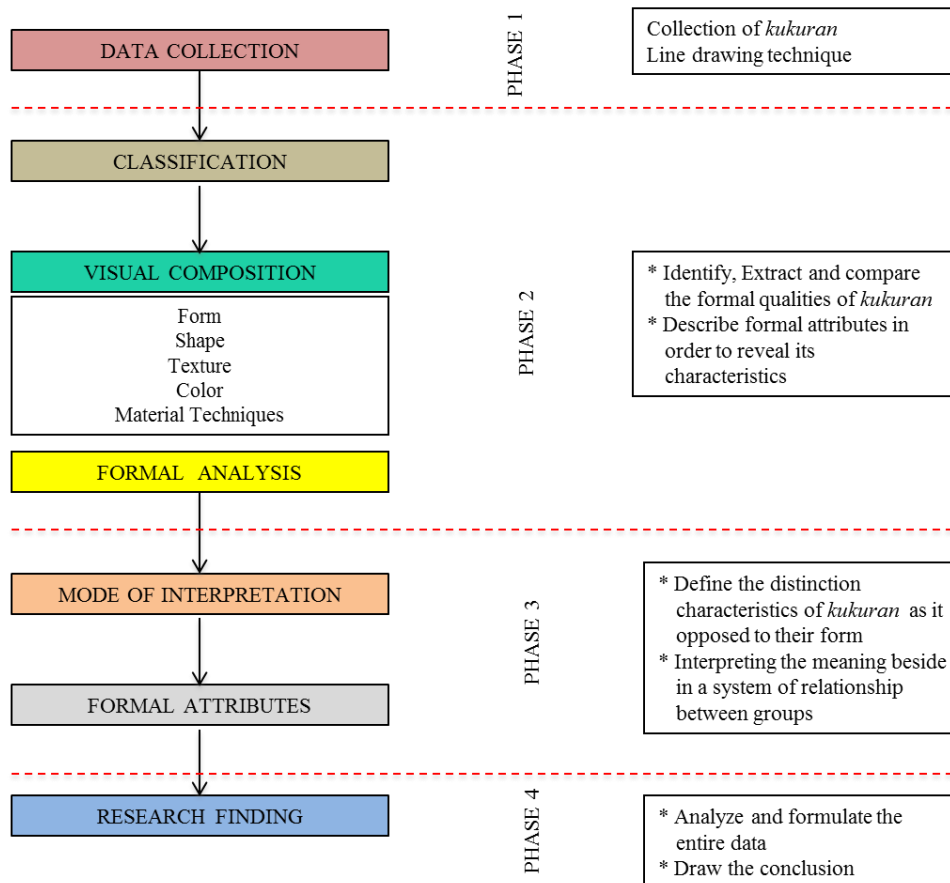 DATA COLLECTION
PHASE 1
Collection of kukuran
Line drawing technique
CLASSIFICATION
VISUAL COMPOSITION
Form
Shape
Texture
Color
Material Techniques
FORMAL ANALYSIS
PHASE 2
* Identify, Extract and compare
the formal qualities of kukuran
* Describe formal attributes in
order to reveal its
characteristics
MODE OF INTERPRETATION
FORMAL ATTRIBUTES
PHASE 3
* Define the distinction
characteristics of kukuran as it
opposed to their form
* Interpreting the meaning beside
in a system of relationship
between groups
RESEARCH FINDING
PHASE 4
* Analyze and formulate the
entire data
* Draw the conclusion